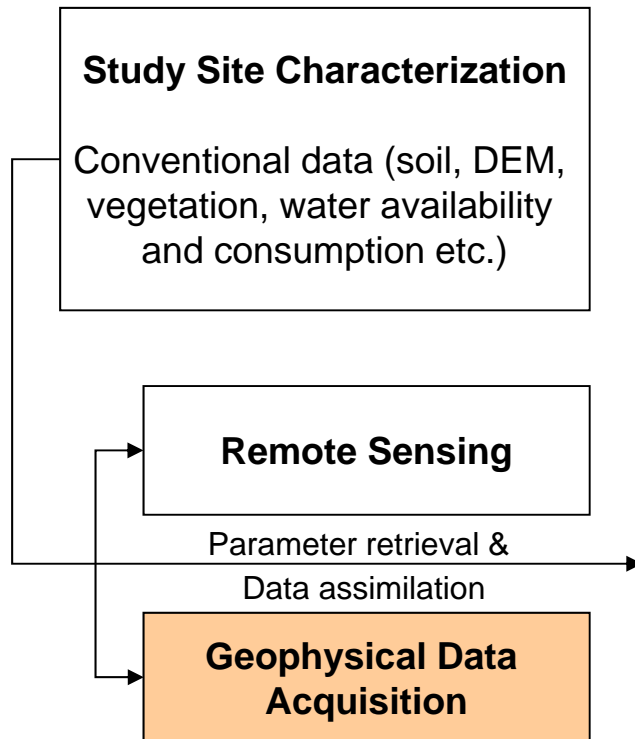 Study Site Characterization
Conventional data (soil, DEM,
vegetation, water availability
and consumption etc.)
Remote Sensing
Parameter retrieval &
Data assimilation
Geophysical Data
Acquisition